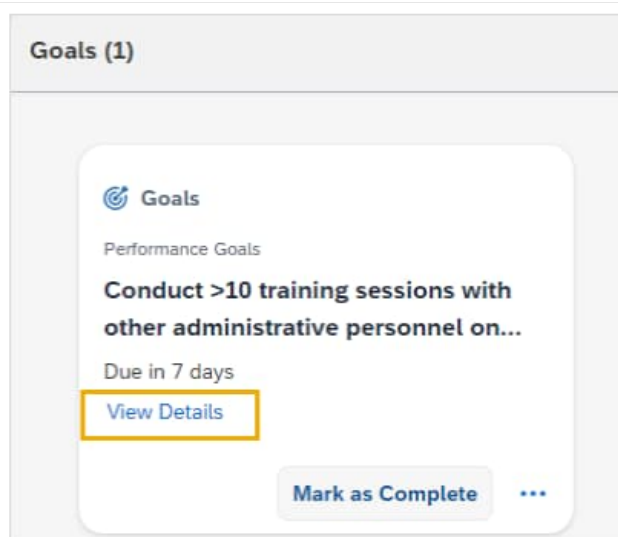 Goals (1)
Goals
Performance Goals
Conduct >10 training sessions with
other administrative personnel on...
Due in 7 days
View Details
Mark as Complete